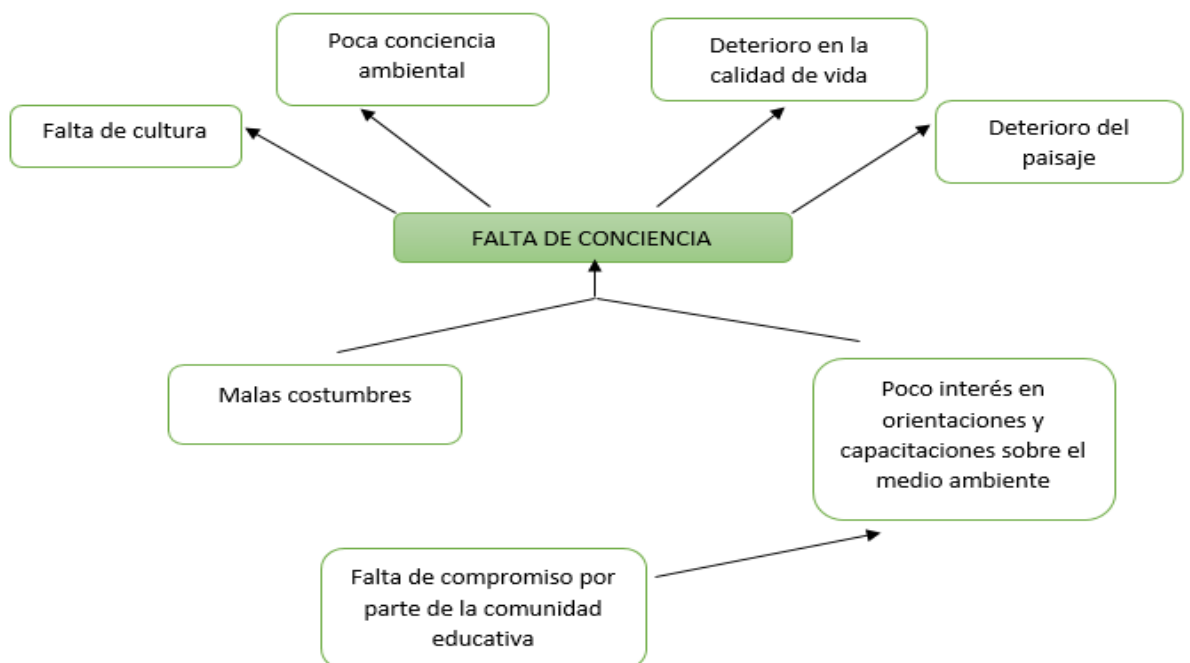 Poca conciencia
ambiental
Deterioro en la
calidad de vida
Falta de cultura
Deterioro del
paisaje
FALTA DE CONCIENCIA
Malas costumbres
Poco interés en
orientaciones y
capacitaciones sobre el
medio ambiente
Falta de compromiso por
parte de la comunidad
educativa